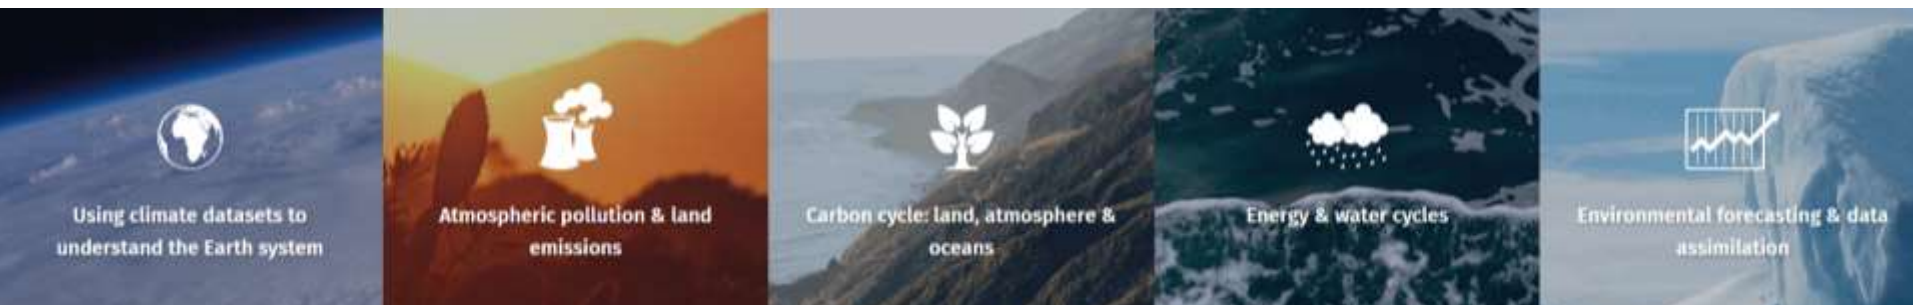 Using climate datasets to
understand the Earth system
Atmospheric pollution & land
emissions
Carbon cycle: land, atmosphere &
oceans
Energy & water cycles
Environmental forecasting & data
assimilation